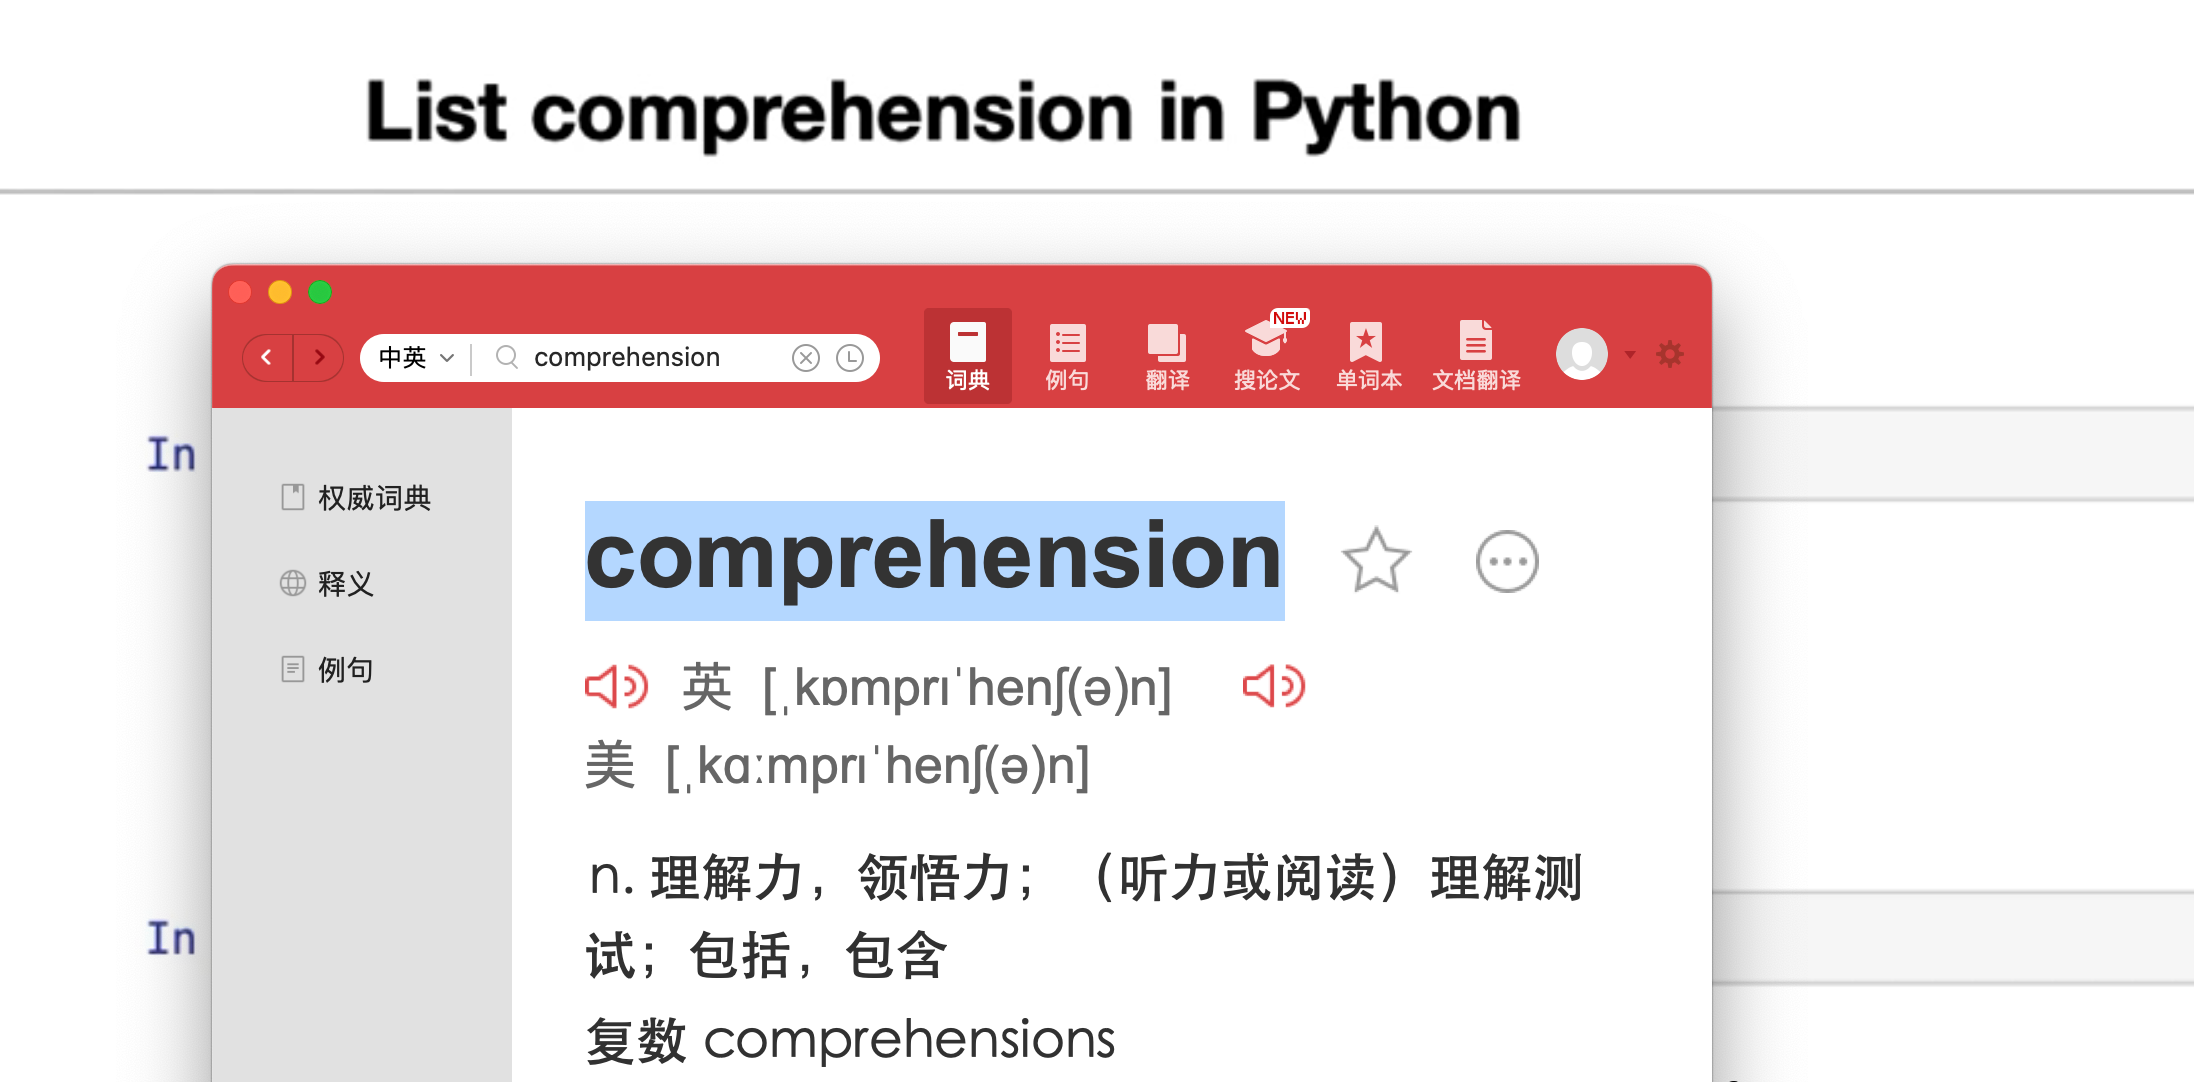 List comprehension in Python
In
In
中英
comprehension
词典
例句
翻译
NEW
搜论文
单词本
文档翻译
权威词典
释义
例句
comprehension
英 [ˌkɒmprɪˈhenʃ(ə)n]
美 [ˌkɑːmprɪˈhenʃ(ə)n]
n. 理解力，领悟力；（听力或阅读）理解测
试；包括，包含
复数 comprehensions